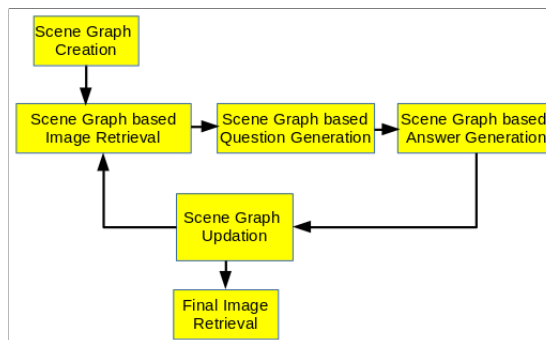 Scene Graph
Creation
Scene Graph based
Image Retrieval
Scene Graph based
Question Generation
Scene Graph based
Answer Generation
Scene Graph
Updation
Final Image
Retrieval